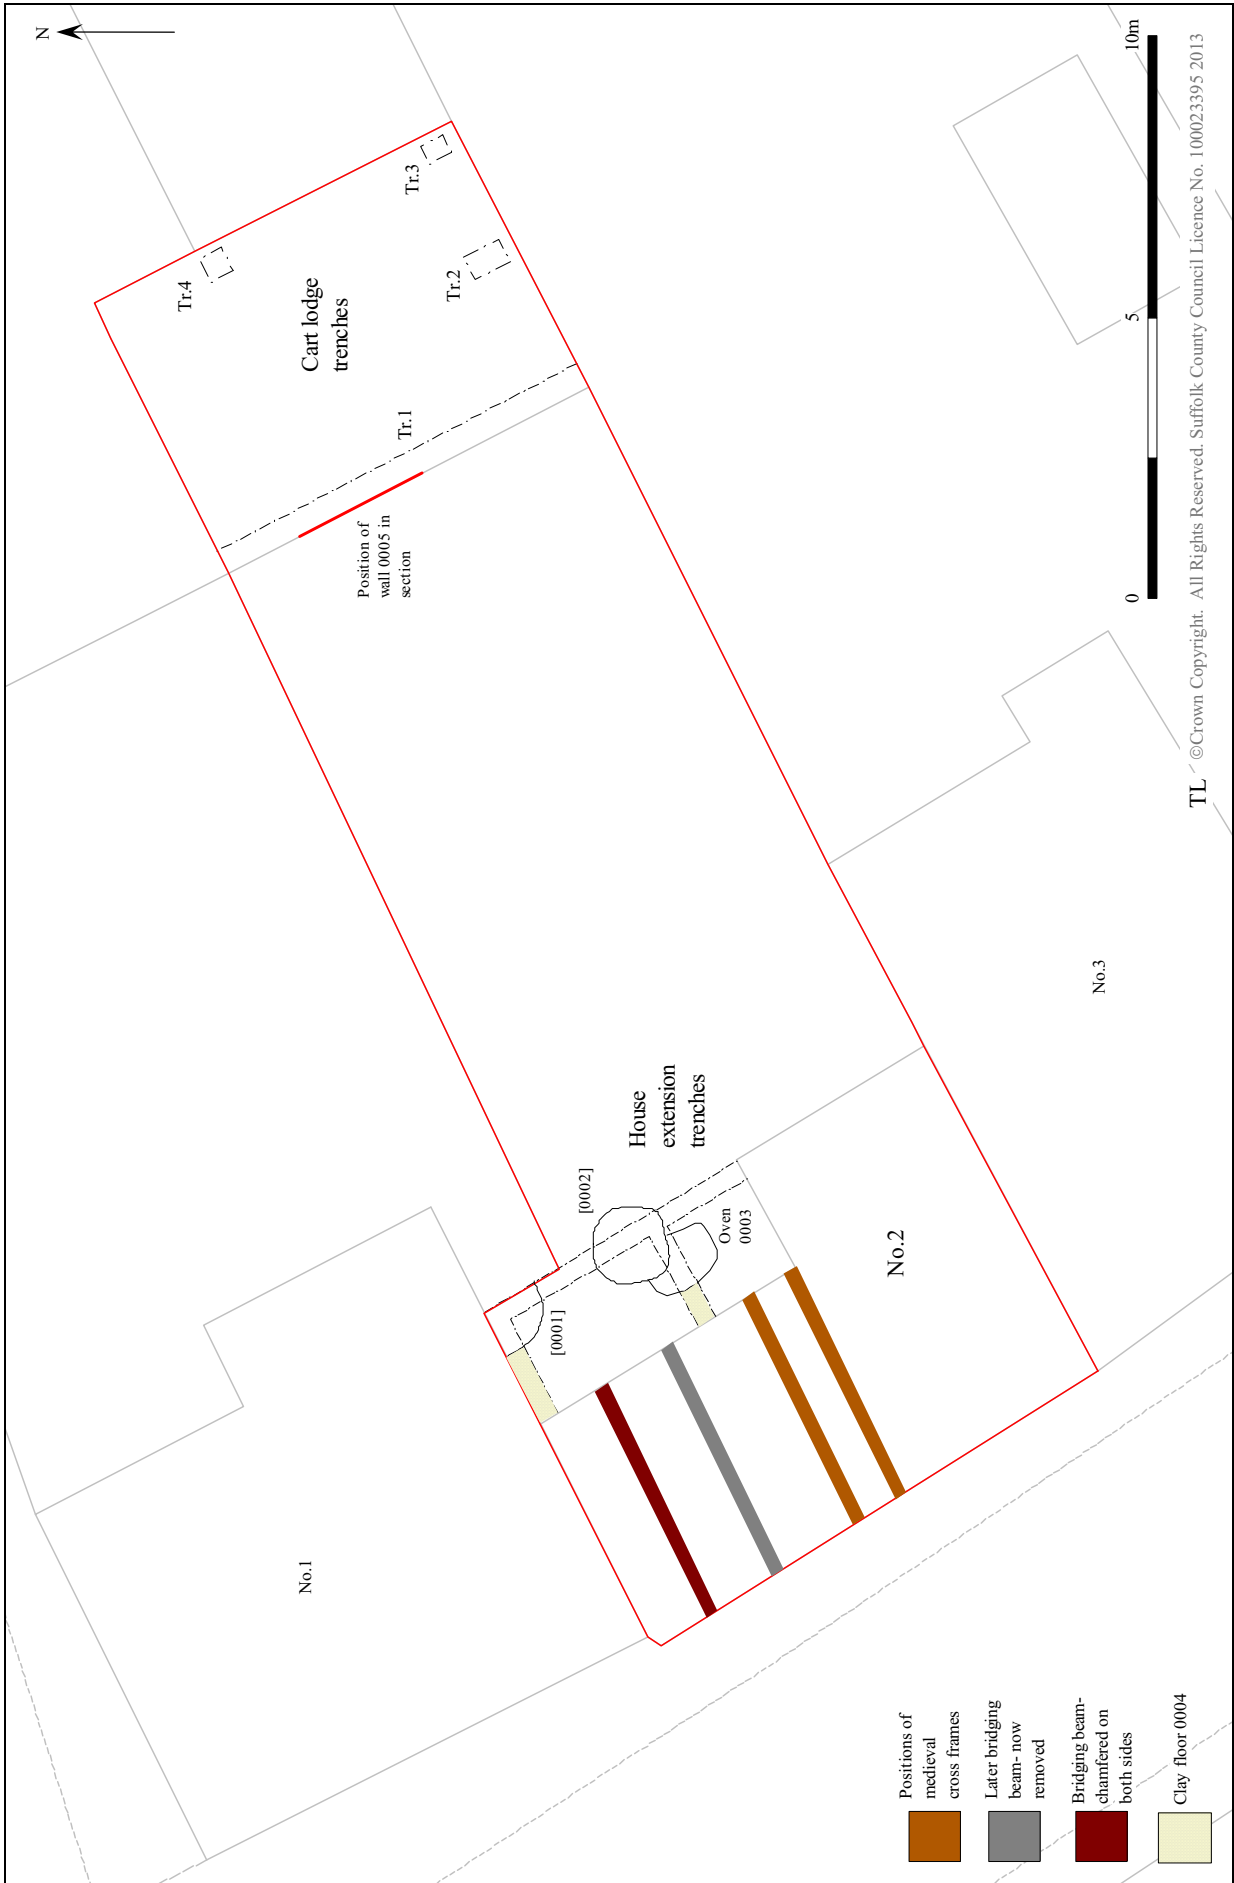 N
Tr.4
Tr.3
Tr.2
Cart lodge
trenches
Tr.1
Position of
wall 0005 in
section
House
extension
trenches
[0002]
[0001]
Oven
0003
No.1
No.2
No.3
Positions of
medieval
cross frames
Later bridging
beam- now
removed
Bridging beam-
chamfered on
both sides
Clay floor 0004
0
5
10m
TL
©Crown Copyright. All Rights Reserved. Suffolk County Council Licence No. 100023395 2013